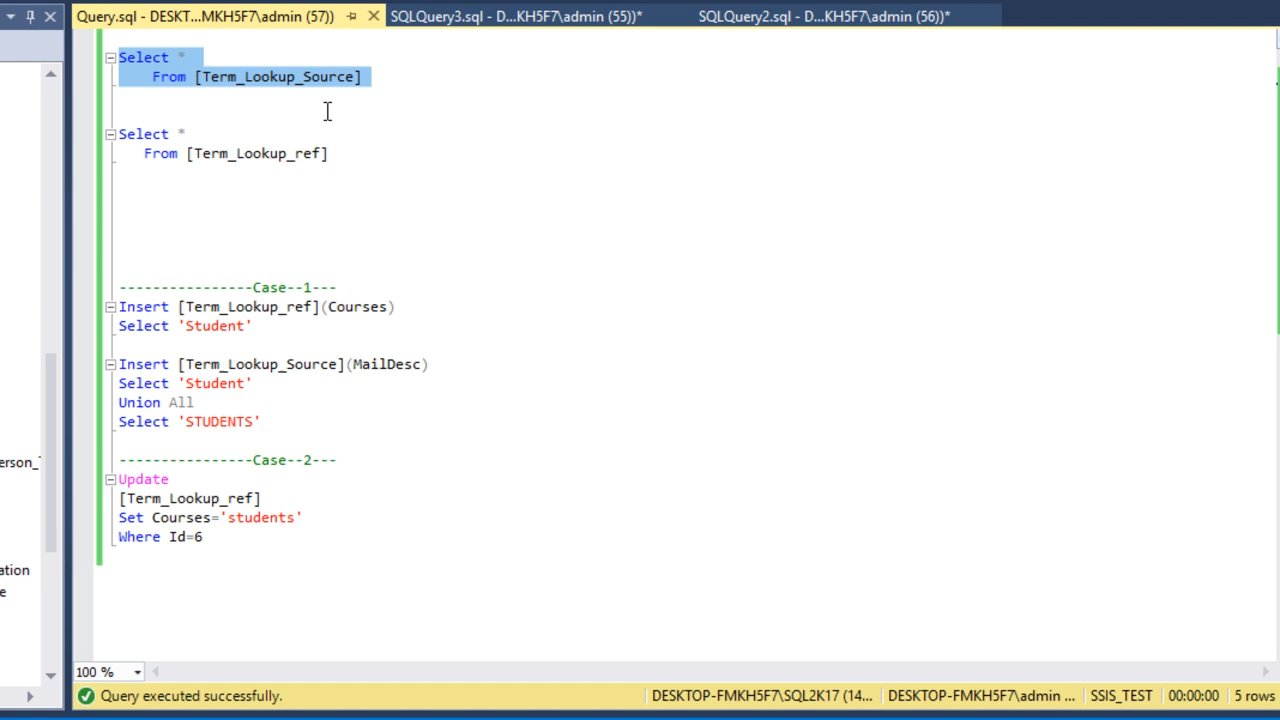 Query.sql - DESKT...MKH5F7\admin (57))
SQLQuery3.sql - D...KH5F7\admin (55))*
SQLQuery2.sql - D...KH5F7\admin (56))*
Select *
From [Term_Lookup_Source]
Select *
From [Term_Lookup_ref]
----------------Case--1---
Insert [Term_Lookup_ref](Courses)
Select 'Student'
Insert [Term_Lookup_Source](MailDesc)
Select 'Student'
Union All
Select 'STUDENTS'
----------------Case--2---
Update
[Term_Lookup_ref]
Set Courses='students'
Where Id=6
erson_
ation
e
100 %
Query executed successfully.
DESKTOP-FMKH5F7\SQL2K17 (14...
DESKTOP-FMKH5F7\admin ...
SSIS_TEST
00:00:00
5 rows